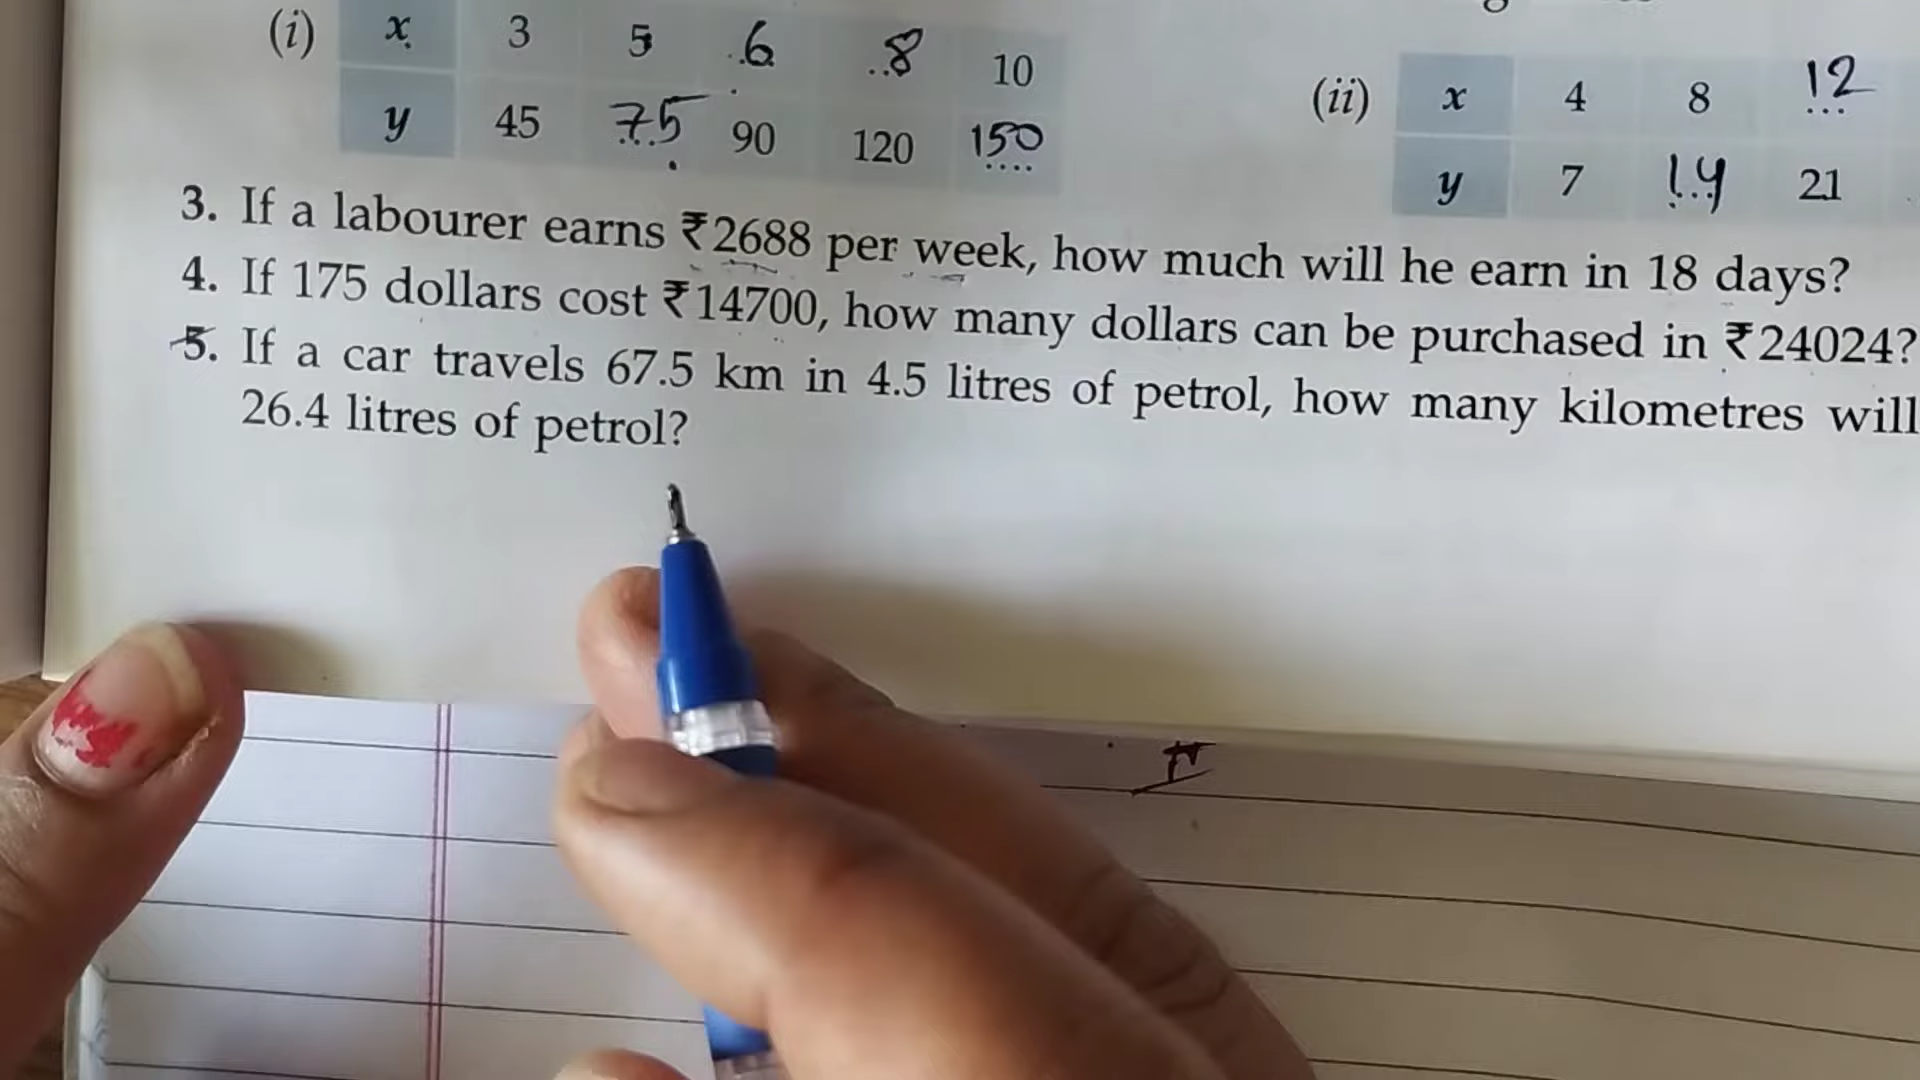 (i) x 3 5 6 8 10
y 45 75 90 120 150
(ii) x 4 8 12
y 7 14 21
3. If a labourer earns ₹2688 per week, how much will he earn in 18 days?
4. If 175 dollars cost ₹14700, how many dollars can be purchased in ₹24024?
5. If a car travels 67.5 km in 4.5 litres of petrol, how many kilometres will
26.4 litres of petrol?